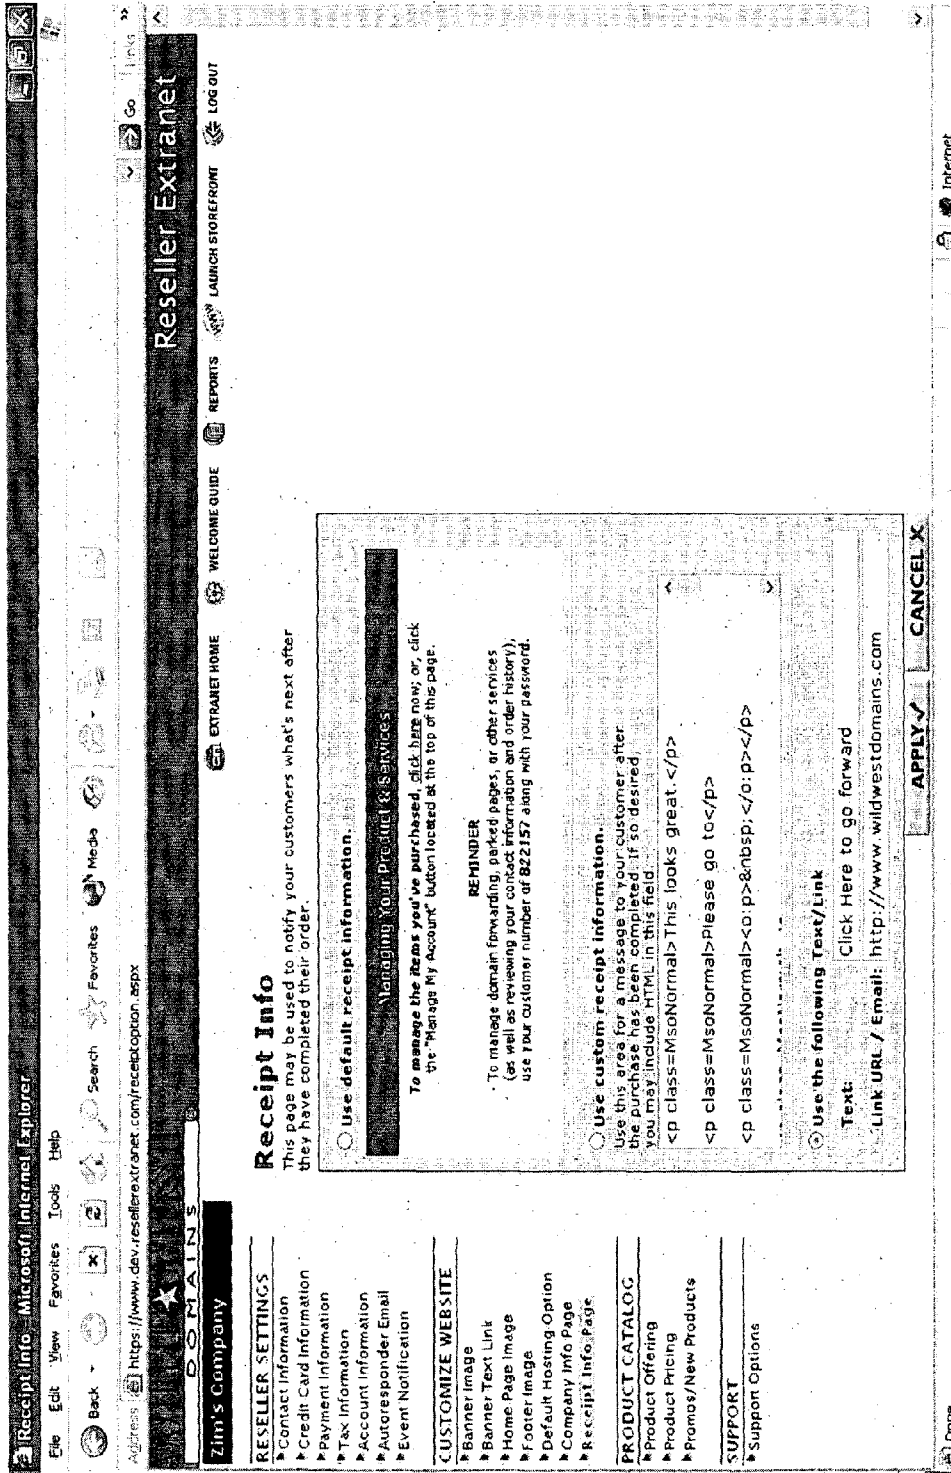 Receipt Info - Microsoft Internet Explorer
File Edit View Favorites Tools Help
Back Search Favorites Media
Address https://www.dev.resellerextranet.com/receiptoption.aspx Go Links
DOMAINS
Reseller Extranet
Zim's Company
EXTRANET HOME WELCOME GUIDE REPORTS LAUNCH STOREFRONT LOG OUT
RESELLER SETTINGS
Contact Information
Credit Card Information
Payment Information
Tax Information
Account Information
Autoresponder Email
Event Notification
CUSTOMIZE WEBSITE
Banner Image
Banner Text Link
Home Page Image
Footer Image
Default Hosting Option
Company Info Page
Receipt Info Page
PRODUCT CATALOG
Product Offering
Product Pricing
Promos/New Products
SUPPORT
Support Options
Receipt Info
This page may be used to notify your customers what's next after
they have completed their order.
Use default receipt information.
Managing Your Product & Services
To manage the items you've purchased, click here now; or, click
the "Manage My Account" button located at the top of this page.
REMINDER
To manage domain forwarding, parked pages, or other services
(as well as reviewing your contact information and order history),
use your customer number of 822157 along with your password.
Use custom receipt information.
Use this area for a message to your customer after
the purchase has been completed. If so desired,
you may include HTML in this field.
<p class=MsoNormal>This looks great.</p>
<p class=MsoNormal>Please go to</p>
<p class=MsoNormal><o:p>&nbsp;</o:p></p>
Use the following Text/Link
Text: Click Here to go forward
Link URL / Email: http://www.wildwestdomans.com
APPLY CANCEL X
Done Internet